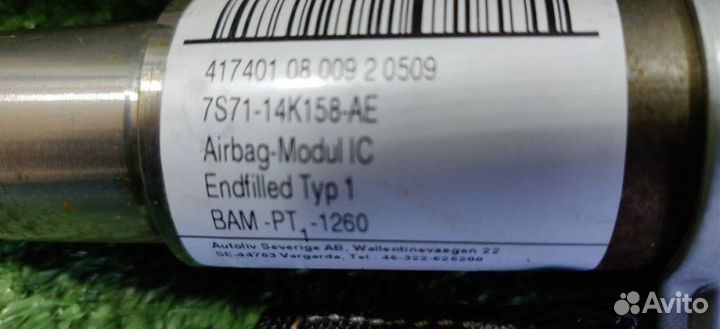 417401 08 009 2 0509
7S71-14K158-AE
Airbag-Modul IC
Endfilled Typ 1
BAM -PT1-1260
Autoliv Sverige AB, Wallentinsvaegen 22
SE-44783 Vargarda, Tel.: 46-322-626200
Avito